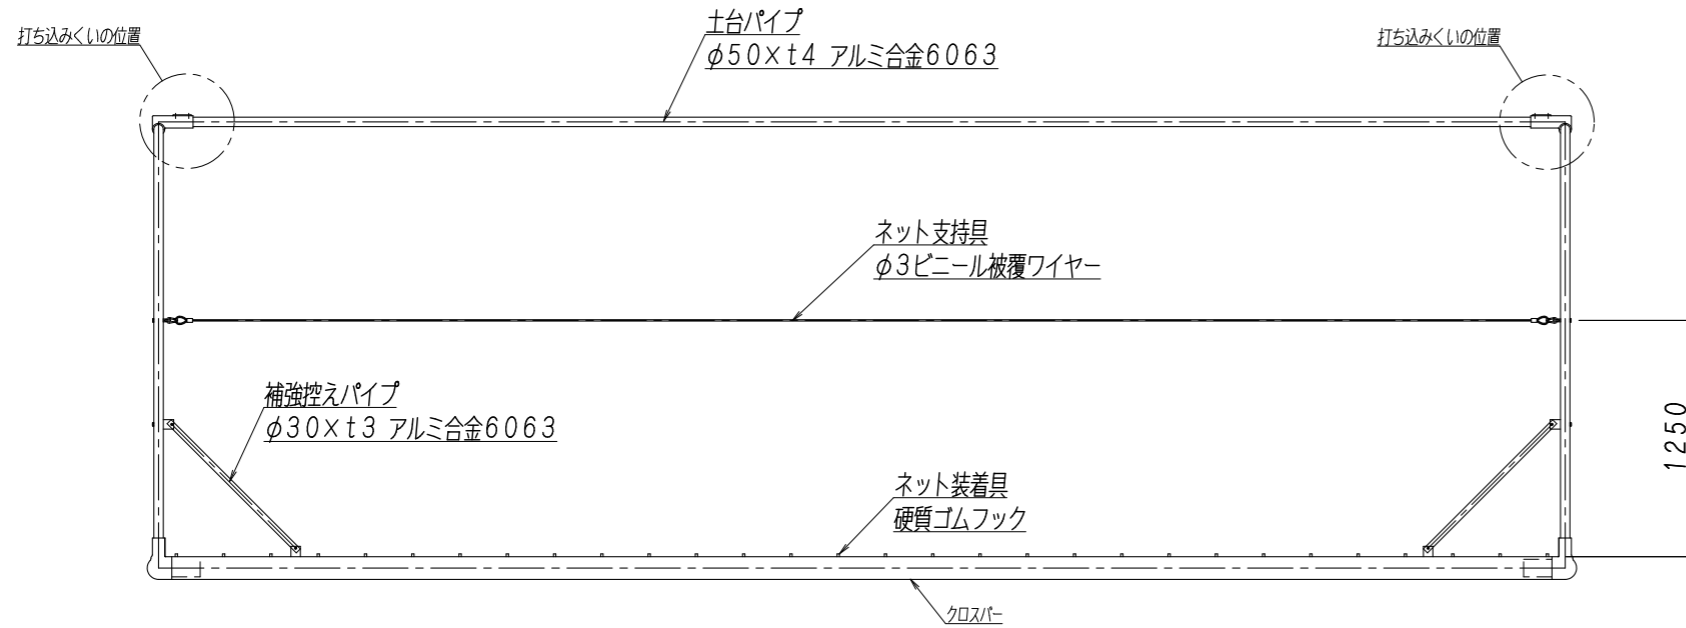 打ち込みくいの位置
土台パイプ
φ50×t4 アルミ合金6063
打ち込みくいの位置
ネット支持具
φ3ビニール被覆ワイヤー
補強控えパイプ
φ30×t3 アルミ合金6063
1250
ネット装着具
硬質ゴムフック
クロスバー